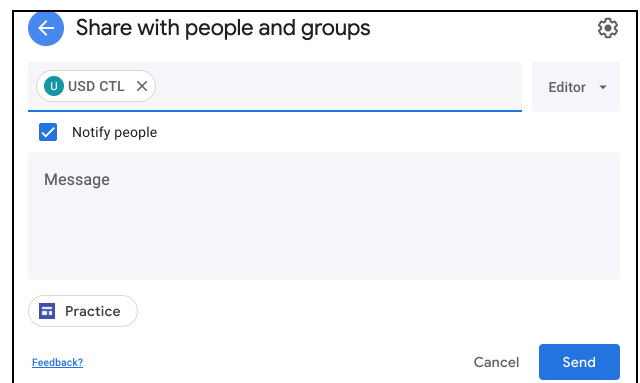 Share with people and groups
U USD CTL
Editor
Notify people
Message
Practice
Feedback?
Cancel
Send